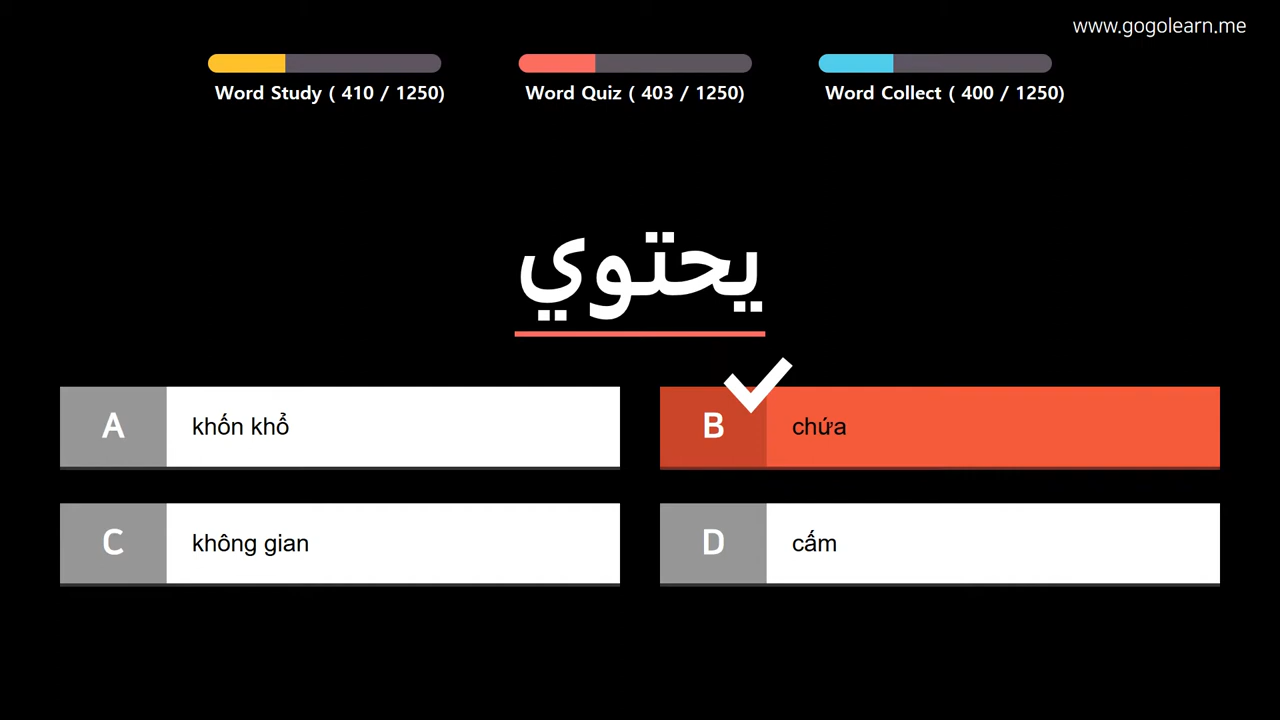 www.gogolearn.me
Word Study ( 410 / 1250)
Word Quiz ( 403 / 1250)
Word Collect ( 400 / 1250)
يحتوي
A
khốn khổ
B
chứa
C
không gian
D
cấm